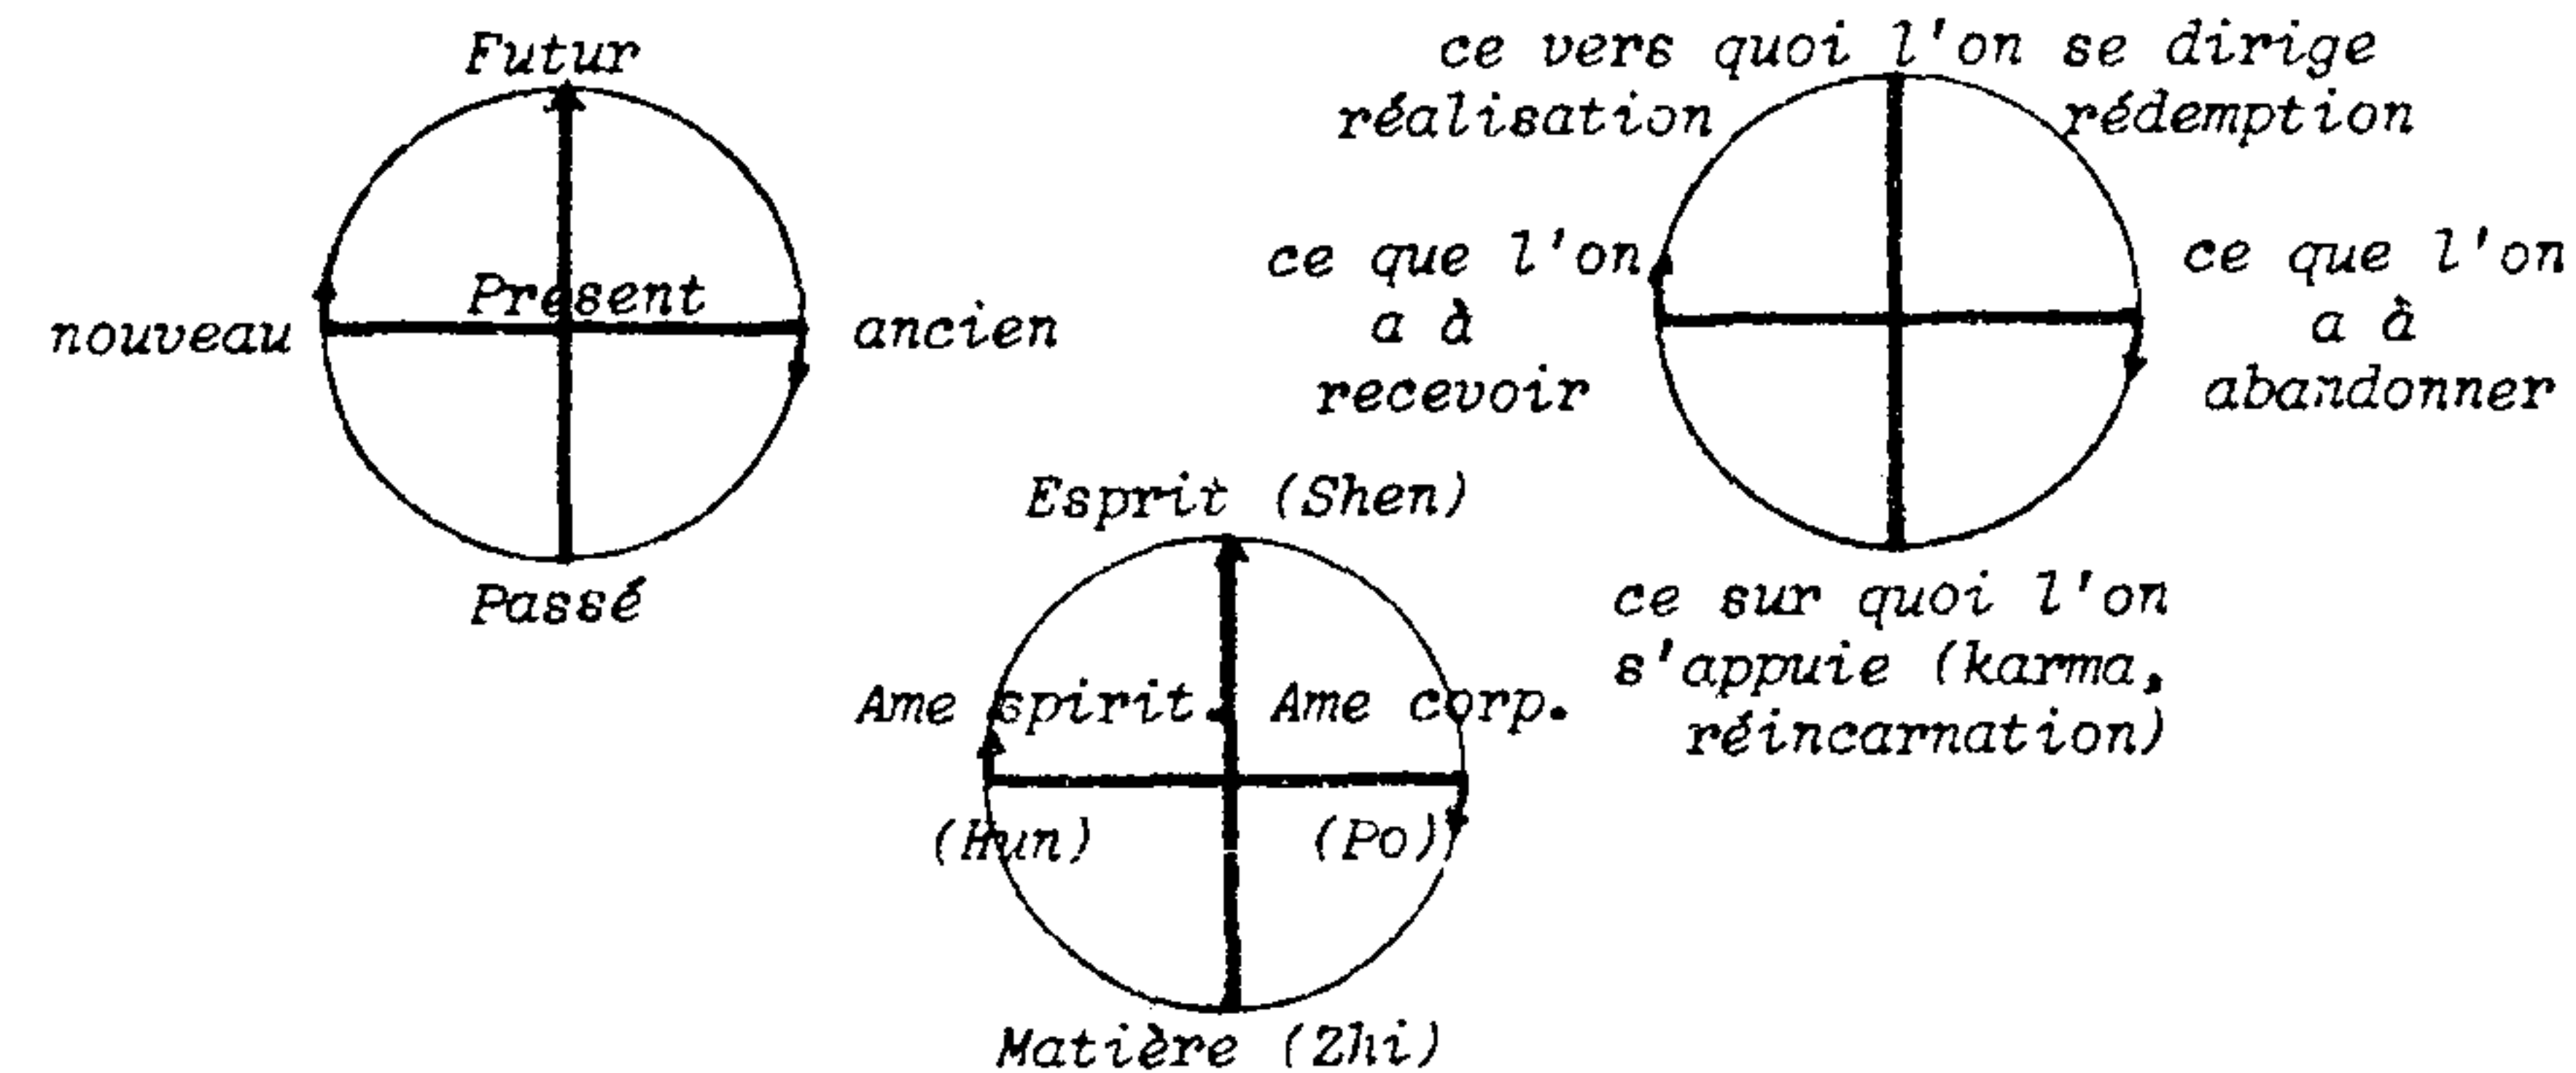 Futur
Présent
nouveau
ancien
Passé
ce vers quoi l'on se dirige
réalisation
rédemption
ce que l'on
a à
recevoir
ce que l'on
a à
abandonner
ce sur quoi l'on
s'appuie (karma,
réincarnation)
Esprit (Shen)
Ame spirit.
Ame corp.
(Hun)
(Po)
Matière (Zhi)